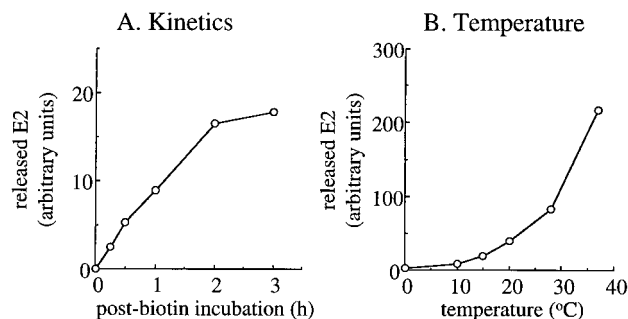 A. Kinetics
released E2
(arbitrary units)
20
10
0
0 1 2 3
post-biotin incubation (h)
B. Temperature
released E2
(arbitrary units)
300
200
100
0
0 10 20 30 40
temperature (ºC)